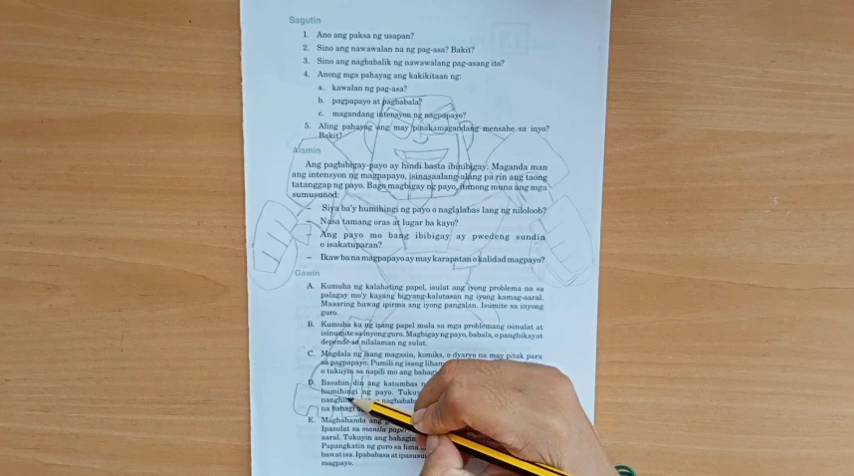 Sagutin
1. Ano ang paksa ng usapan?
2. Sino ang nawawalan na ng pag-asa? Bakit?
3. Sino ang nagbabalik ng nawawalang pag-asang ito?
4. Anong mga pahayag ang kakikitaan ng:
a. kawalan ng pag-asa?
b. pagpapayo at pagbabala?
c. magandang intensyon ng nagpapayo?
5. Aling pahayag ang may pinakamagandang mensahe sa inyo?
Bakit?
Alamin
Ang pagbibigay-payo ay hindi basta ibinibigay. Maganda man
ang intensyon ng magpapayo, isinasaalang-alang pa rin ang taong
tatanggap ng payo. Bago magbigay ng payo, itanong muna ang mga
sumusunod:
– Siya ba'y humihingi ng payo o naglalabas lang ng niloloob?
– Nasa tamang oras at lugar ba kayo?
– Ang payo mo bang ibibigay ay pwedeng sundin
o isakatuparan?
– Ikaw ba na magpapayo ay may karapatan o kalidad magpayo?
Gawin
A. Kumuha ng kalahating papel, isulat ang iyong problema na sa
palagay mo'y kayang bigyang-kalutasan ng iyong kamag-aaral.
Maaaring huwag ipirma ang iyong pangalan. Isumite sa inyong
guro.
B. Kumuha ka ng isang papel mula sa mga problemang isinulat at
isinumite sa inyong guro. Magbigay ng payo, babala, o panghikayat
depende sa nilalaman ng sulat.
C. Magdala ng isang magasin, komiks, o dyaryo na may pitak para
sa pagpapayo. Pumili ng isang liham
o tukuyin sa napili mo ang bahag
D. Basahin din ang katumbas n
humihingi ng payo. Tukuy
nanghih nagbabab
na bahagi
E. Maghahanda ang g
Ipasulat sa manila pape
aaral. Tukuyin ang bahagin
Papangkatin ng guro sa lima
bawat isa. Ipababasa at ipasusu
magpayo.